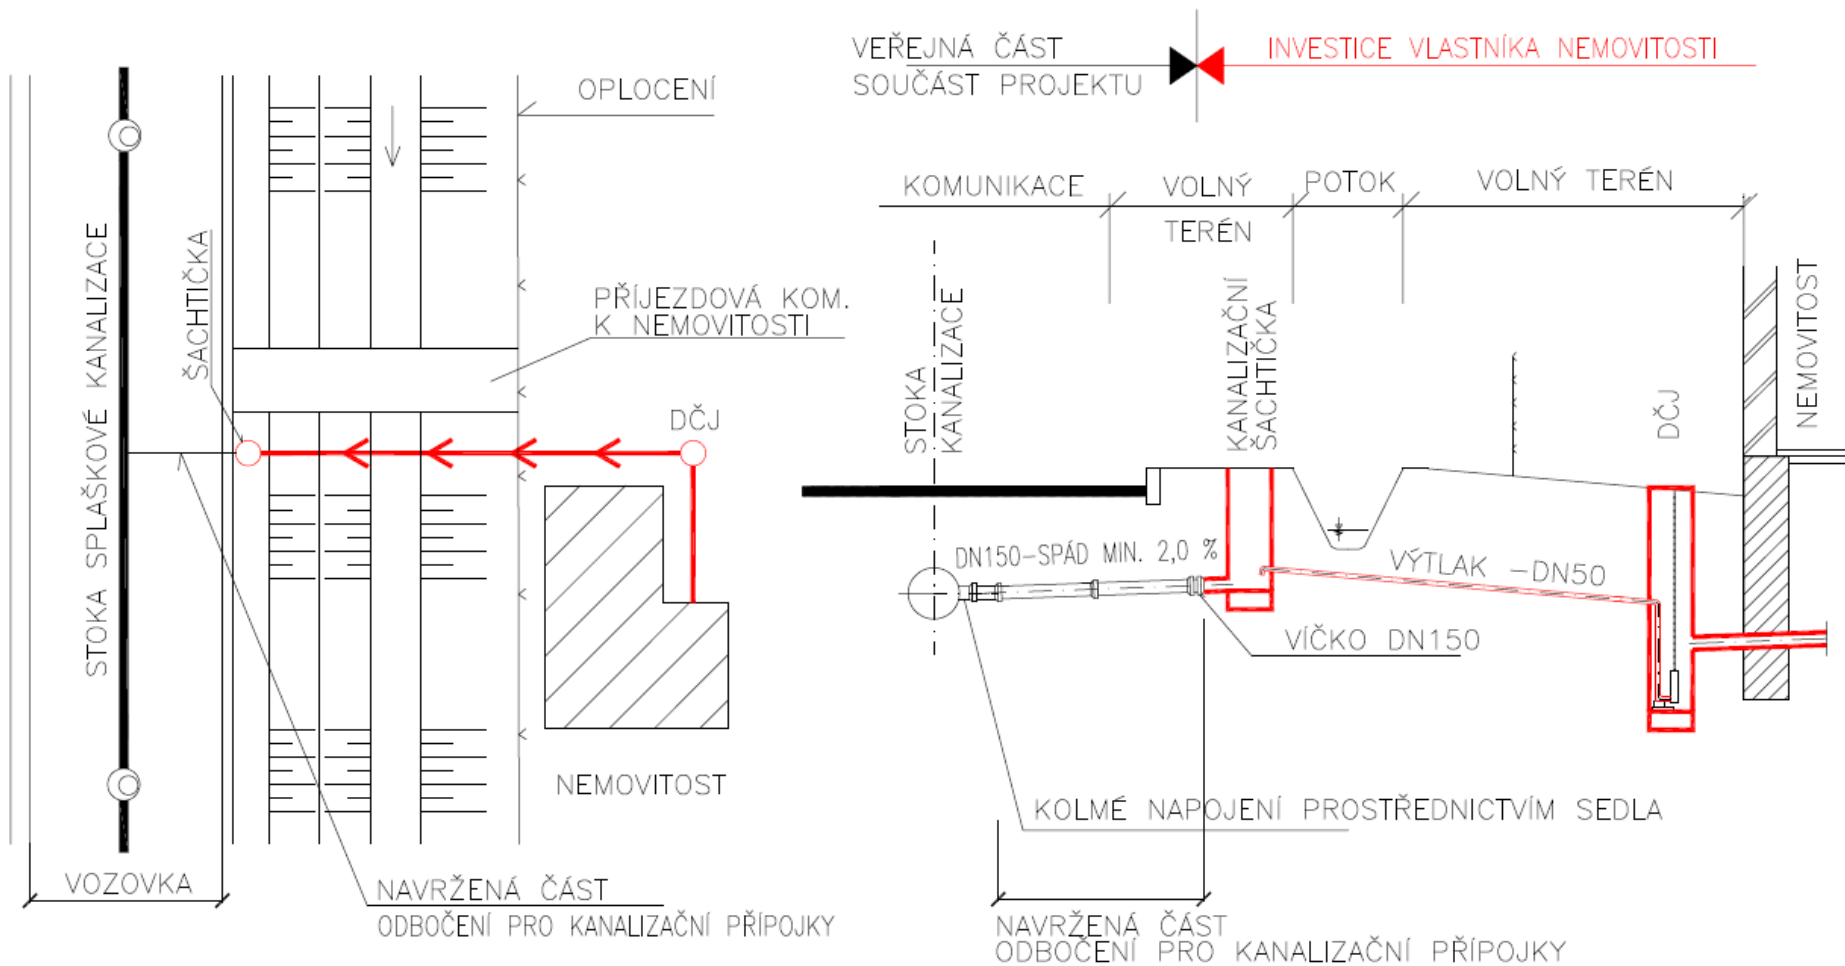 OPLOCENÍ
STOKA SPLAŠKOVÉ KANALIZACE
ŠACHTIČKA
PŘÍJEZDOVÁ KOM.
K NEMOVITOSTI
DČJ
NEMOVITOST
VOZOVKA
NAVRŽENÁ ČÁST
ODBOČENÍ PRO KANALIZAČNÍ PŘÍPOJKY
VEŘEJNÁ ČÁST
SOUČÁST PROJEKTU
INVESTICE VLASTNÍKA NEMOVITOSTI
KOMUNIKACE
VOLNÝ
TERÉN
POTOK
VOLNÝ TERÉN
STOKA
KANALIZACE
KANALIZAČNÍ
ŠACHTIČKA
DČJ
NEMOVITOST
DN150-SPÁD MIN. 2,0 %
VÝTLAK -DN50
VÍČKO DN150
KOLMÉ NAPOJENÍ PROSTŘEDNICTVÍM SEDLA
NAVRŽENÁ ČÁST
ODBOČENÍ PRO KANALIZAČNÍ PŘÍPOJKY